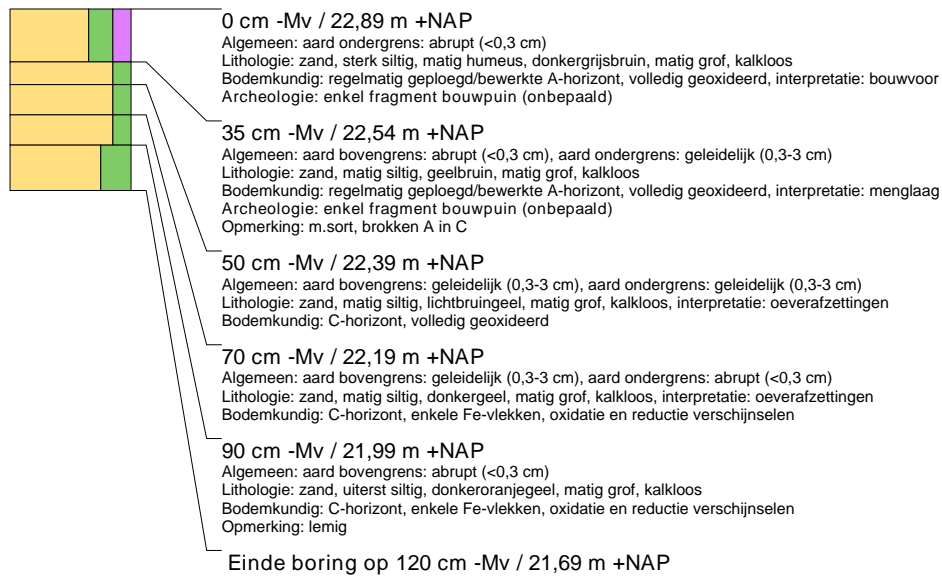 0 cm -Mv / 22,89 m +NAP
Algemeen: aard ondergrens: abrupt (<0,3 cm)
Lithologie: zand, sterk siltig, matig humeus, donkergrijsbruin, matig grof, kalkloos
Bodemkundig: regelmatig geploegd/bewerkte A-horizont, volledig geoxideerd, interpretatie: bouwvoor
Archeologie: enkel fragment bouwpuin (onbepaald)
35 cm -Mv / 22,54 m +NAP
Algemeen: aard bovengrens: abrupt (<0,3 cm), aard ondergrens: geleidelijk (0,3-3 cm)
Lithologie: zand, matig siltig, geelbruin, matig grof, kalkloos
Bodemkundig: regelmatig geploegd/bewerkte A-horizont, volledig geoxideerd, interpretatie: menglaag
Archeologie: enkel fragment bouwpuin (onbepaald)
Opmerking: m.sort, brokken A in C
50 cm -Mv / 22,39 m +NAP
Algemeen: aard bovengrens: geleidelijk (0,3-3 cm), aard ondergrens: geleidelijk (0,3-3 cm)
Lithologie: zand, matig siltig, lichtbruingeel, matig grof, kalkloos, interpretatie: oeverafzettingen
Bodemkundig: C-horizont, volledig geoxideerd
70 cm -Mv / 22,19 m +NAP
Algemeen: aard bovengrens: geleidelijk (0,3-3 cm), aard ondergrens: abrupt (<0,3 cm)
Lithologie: zand, matig siltig, donkergeel, matig grof, kalkloos, interpretatie: oeverafzettingen
Bodemkundig: C-horizont, enkele Fe-vlekken, oxidatie en reductie verschijnselen
90 cm -Mv / 21,99 m +NAP
Algemeen: aard bovengrens: abrupt (<0,3 cm)
Lithologie: zand, uiterst siltig, donkeroranjegeel, matig grof, kalkloos
Bodemkundig: C-horizont, enkele Fe-vlekken, oxidatie en reductie verschijnselen
Opmerking: lemig
Einde boring op 120 cm -Mv / 21,69 m +NAP